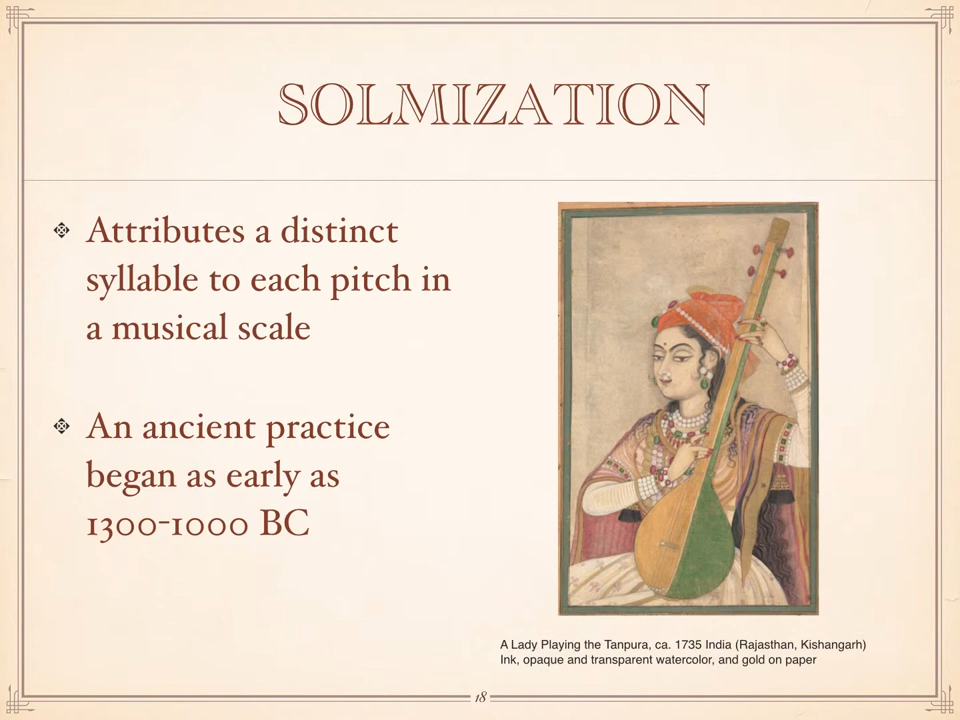 SOLMIZATION
Attributes a distinct
syllable to each pitch in
a musical scale
An ancient practice
began as early as
1300-1000 BC
A Lady Playing the Tanpura, ca. 1735 India (Rajasthan, Kishangarh)
Ink, opaque and transparent watercolor, and gold on paper
18